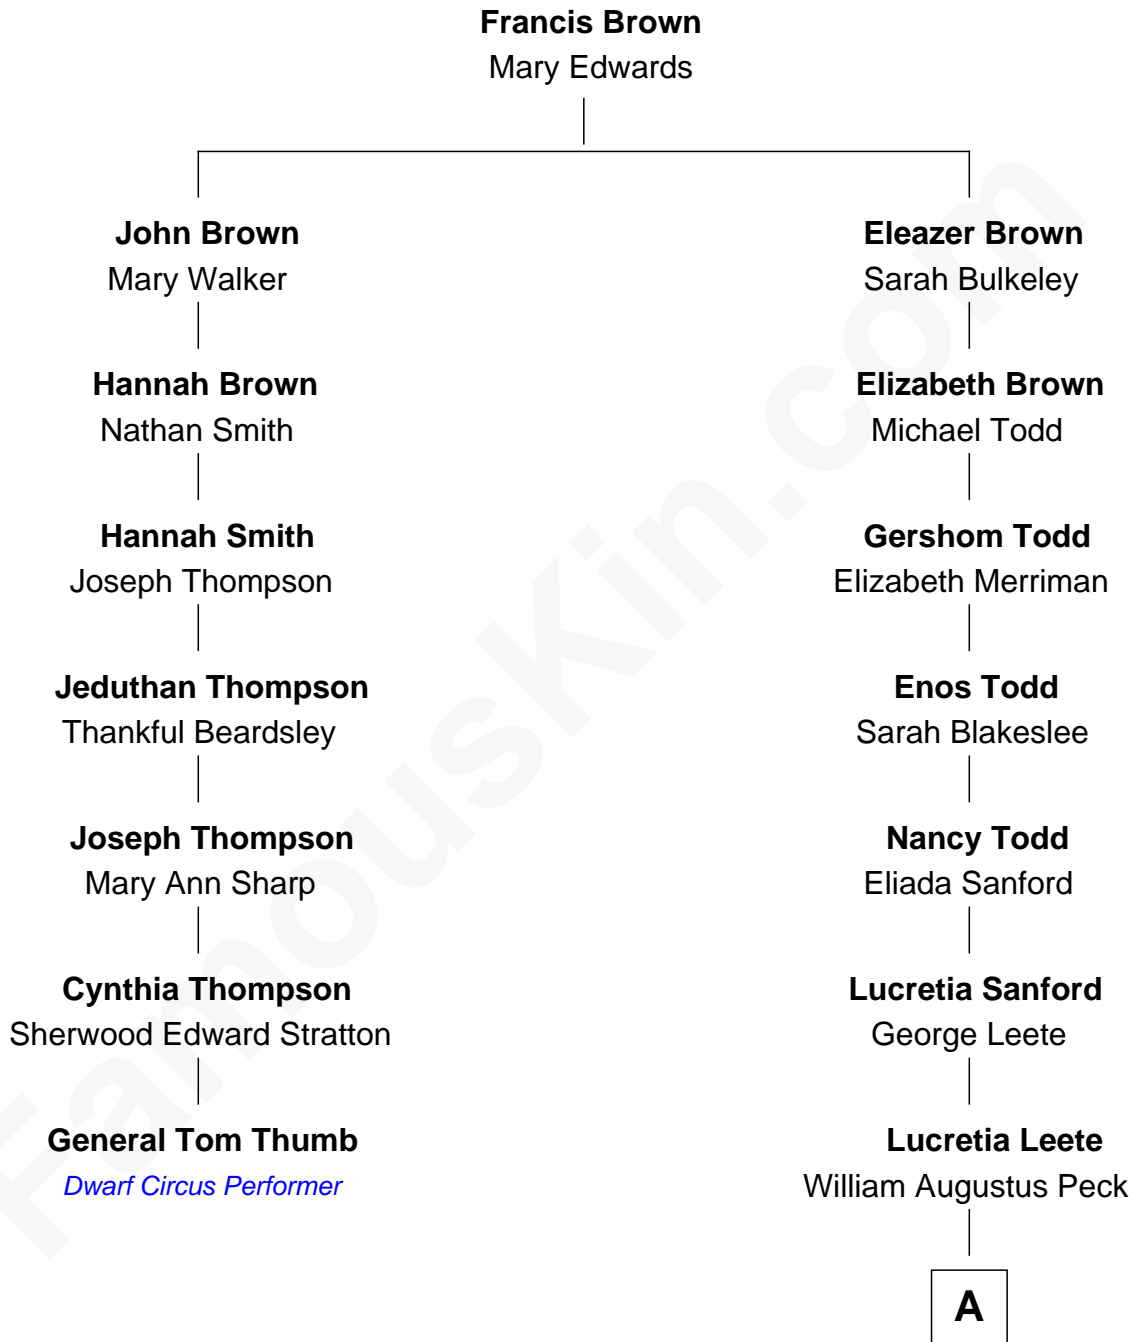 Francis Brown
Mary Edwards
John Brown
Mary Walker
Eleazer Brown
Sarah Bulkeley
Hannah Brown
Nathan Smith
Elizabeth Brown
Michael Todd
Hannah Smith
Joseph Thompson
Gershom Todd
Elizabeth Merriman
Jeduthan Thompson
Thankful Beardsley
Enos Todd
Sarah Blakeslee
Joseph Thompson
Mary Ann Sharp
Nancy Todd
Eliada Sanford
Cynthia Thompson
Sherwood Edward Stratton
Lucretia Sanford
George Leete
General Tom Thumb
Dwarf Circus Performer
Lucretia Leete
William Augustus Peck
A
FamousKin.com